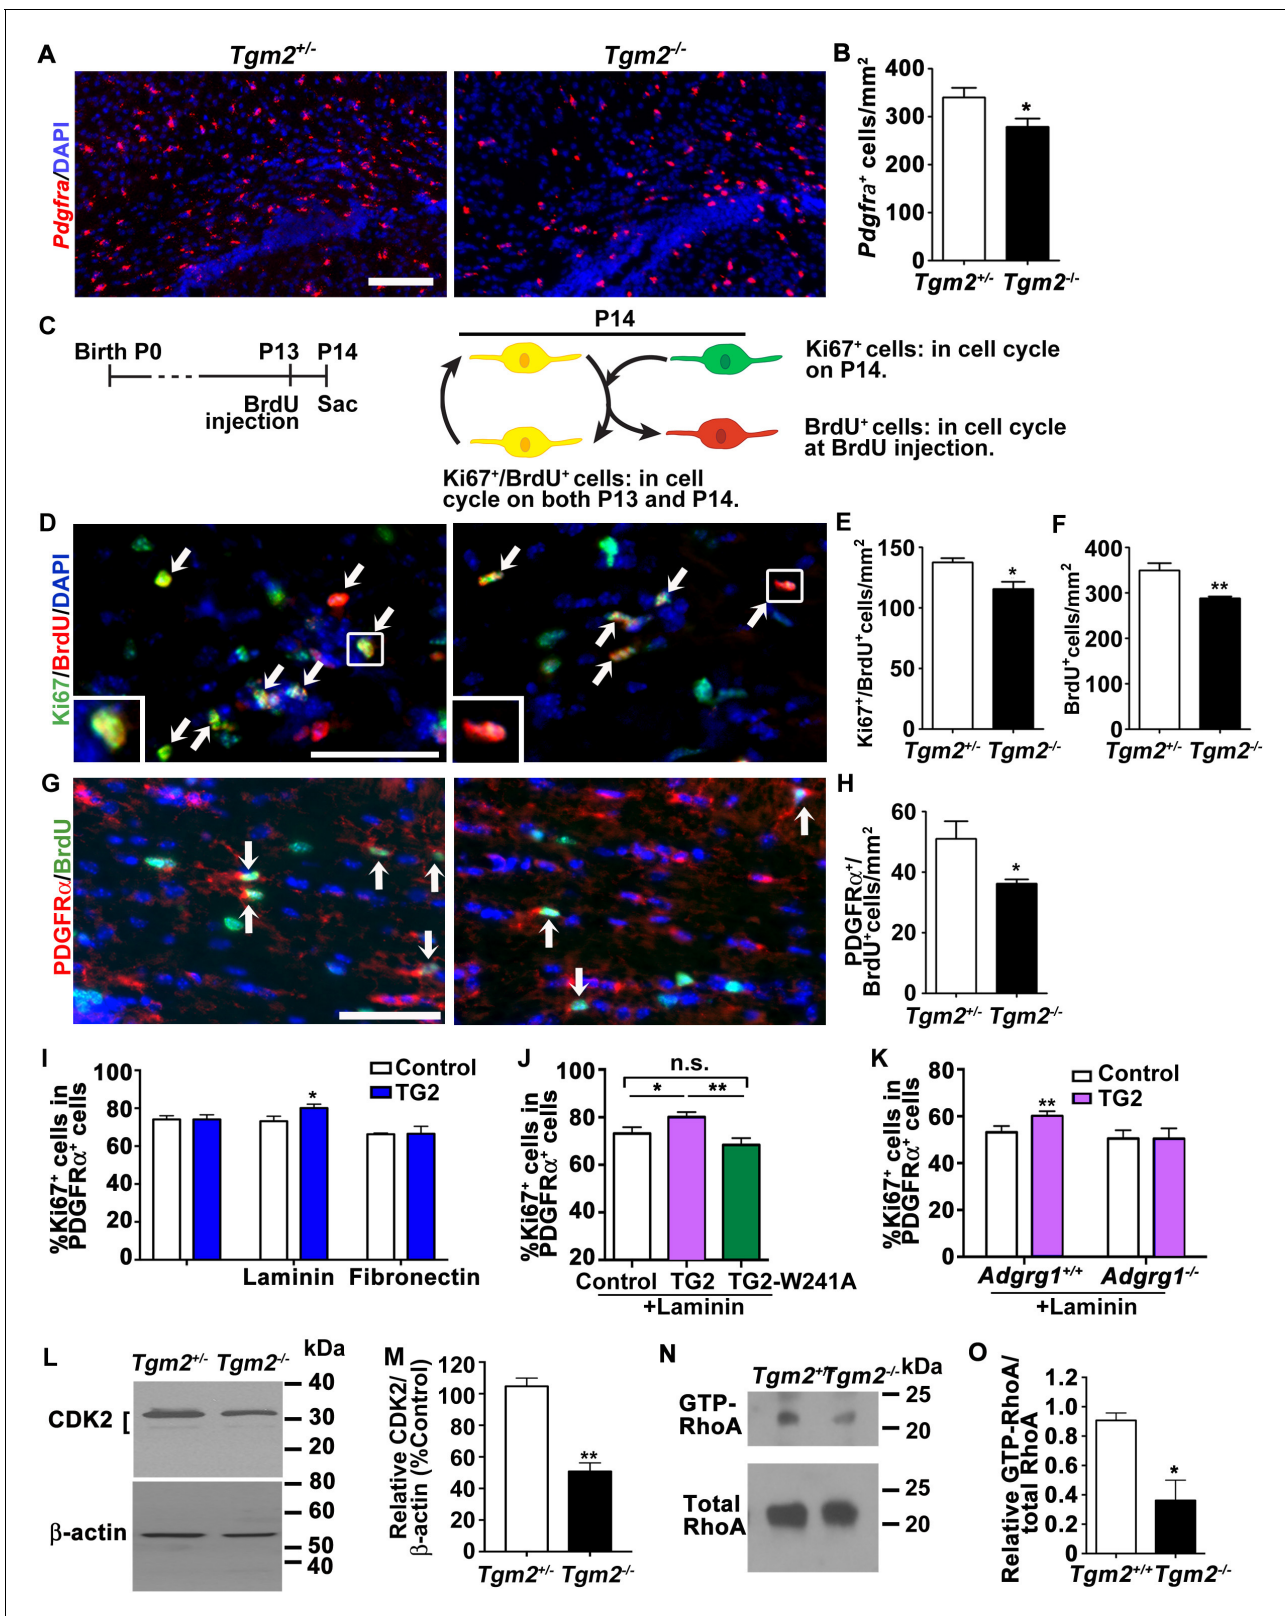 A
Tgm2+/-
Tgm2-/-
Pdgfra/DAPI
B
Pdgfra+ cells/mm2
400
300
200
100
0
Tgm2+/- Tgm2-/-
C
Birth P0
P13 P14
BrdU injection
Sac
P14
Ki67+ cells: in cell cycle
on P14.
BrdU+ cells: in cell cycle
at BrdU injection.
Ki67+/BrdU+ cells: in cell
cycle on both P13 and P14.
D
Ki67/BrdU/DAPI
E
Ki67+/BrdU+cells/mm2
150
100
50
0
*
Tgm2+/- Tgm2-/-
F
BrdU+cells/mm2
400
300
200
100
0
**
Tgm2+/- Tgm2-/-
G
PDGFRα/BrdU
H
PDGFRα+/
BrdU+cells/mm2
60
40
20
0
*
Tgm2+/- Tgm2-/-
I
%Ki67+ cells in
PDGFRα+ cells
100
80
60
40
20
0
Control
TG2
*
Laminin Fibronectin
J
%Ki67+ cells in
PDGFRα+ cells
100
80
60
40
20
n.s.
* **
Control TG2 TG2-W241A
+Laminin
K
%Ki67+ cells in
PDGFRα+ cells
80
60
40
20
0
Control
TG2
**
Adgrg1+/+ Adgrg1-/-
+Laminin
L
Tgm2+/- Tgm2-/-
kDa
CDK2 [
40
30
20
β-actin
80
60
50
40
M
Relative CDK2/
β-actin (%Control)
120
100
80
60
40
20
0
**
Tgm2+/- Tgm2-/-
N
Tgm2+/+ Tgm2-/-
kDa
GTP-
RhoA
25
20
Total
RhoA
25
20
O
Relative GTP-RhoA/
total RhoA
1.2
1.0
0.8
0.6
0.4
0.2
0
*
Tgm2+/+ Tgm2-/-